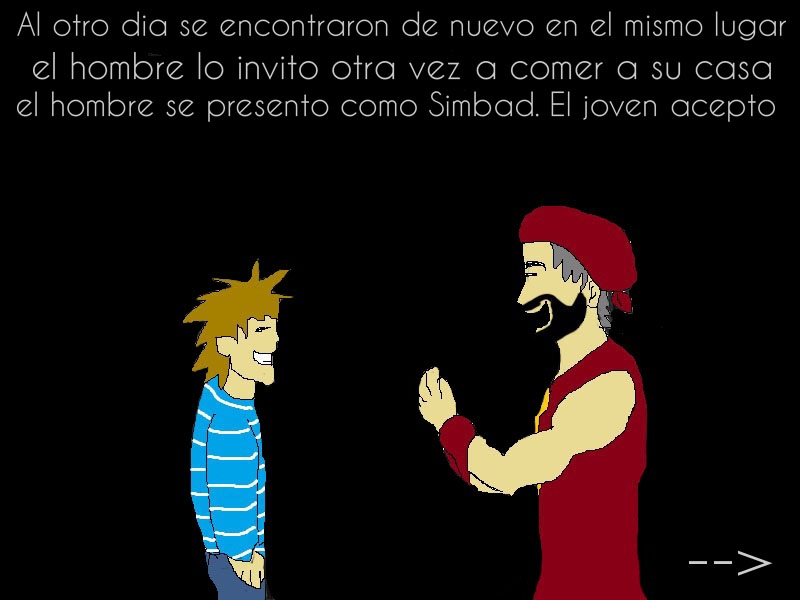 Al otro dia se encontraron de nuevo en el mismo lugar
el hombre lo invito otra vez a comer a su casa
el hombre se presento como Simbad. El joven acepto
-->